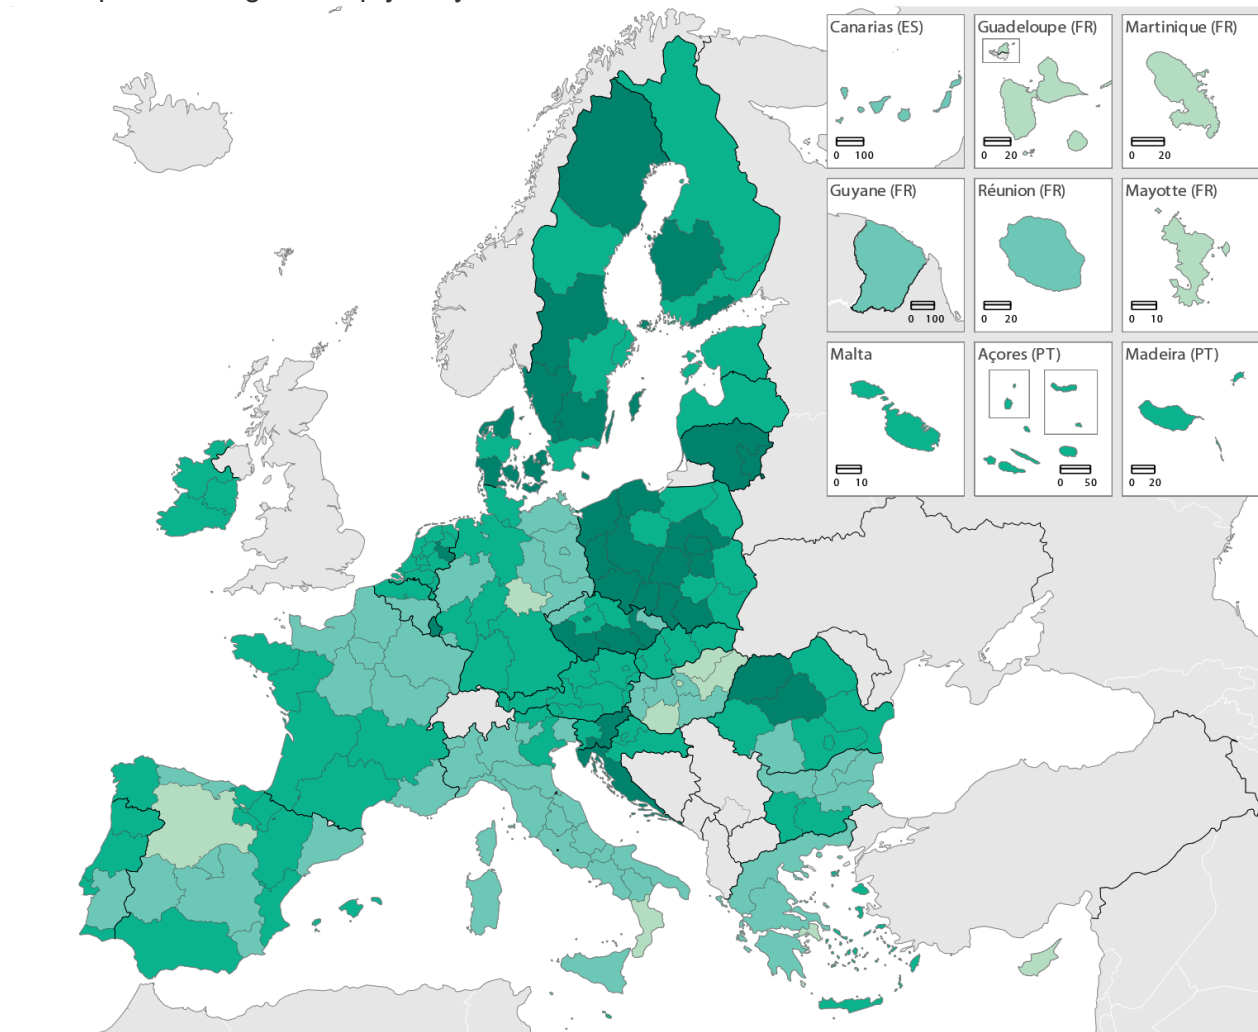 Canarias (ES)
0 100
Guadeloupe (FR)
0 20
Martinique (FR)
0 20
Guyane (FR)
0 100
Réunion (FR)
0 20
Mayotte (FR)
0 10
Malta
0 10
Açores (PT)
0 50
Madeira (PT)
0 20